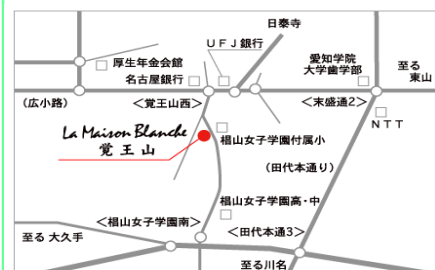 日泰寺
UFJ銀行
厚生年金会館
愛知学院
大学歯学部
至る
東山
名古屋銀行
(広小路)
<覚王山西>
<末盛通2>
NTT
La Maison Blanche
覚王山
椙山女子学園付属小
(田代本通り)
椙山女子学園高・中
<椙山女子学園南>
<田代本通3>
至る 大久手
至る川名